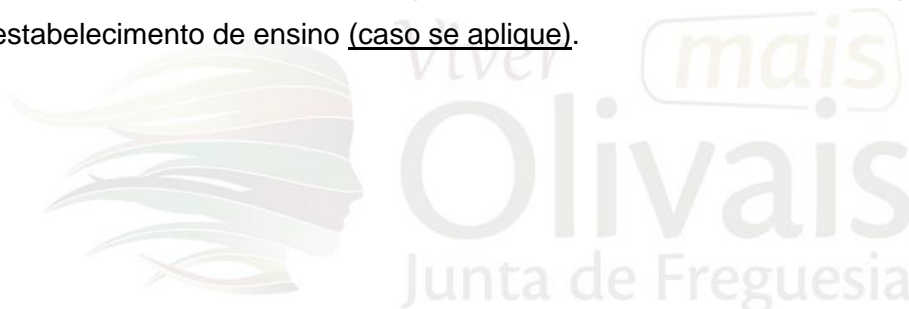 estabelecimento de ensino (caso se aplique).
Viver mais
Olivais
Junta de Freguesia